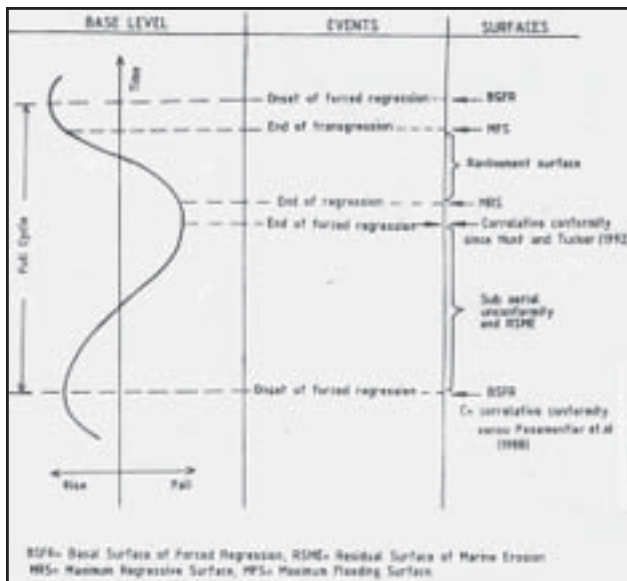 BASE LEVEL
EVENTS
SURFACES
Time
Onset of forced regression
BSFR
End of transgression
MFS
Ravinement surface
End of regression
MRS
End of forced regression
Correlative conformity
Hunt and Tucker (1992
Full Cycle
Sub aerial
unconformity
and RSME
Onset of forced regression
BSFR
C= correlative conformity
Posamentier et.al
(1988)
Rise
Fall
BSFR= Basal Surface of Forced Regression, RSME= Residual Surface of Marine Erosion
MRS= Maximum Regressive Surface, MFS= Maximum Flooding Surface